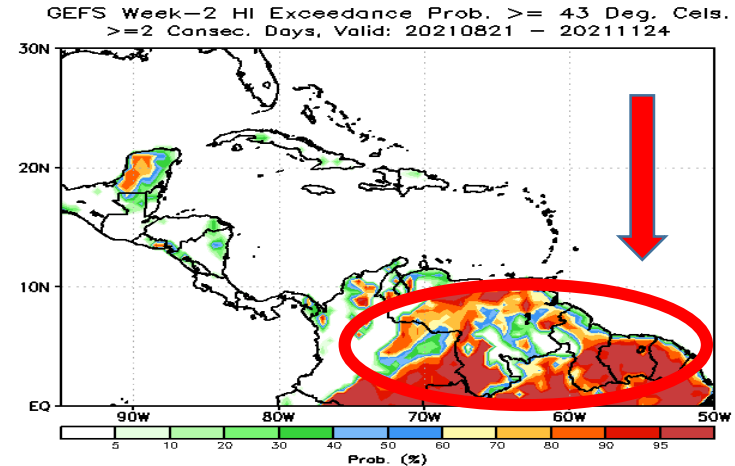 GEFS Week-2 HI Exceedance Prob. >= 43 Deg. Cels.
>=2 Consec. Days, Valid: 20210821 - 20211124
30N
20N
10N
EQ
90W 80W 70W 60W 50W
5 10 20 30 40 50 60 70 80 90 95
Prob. (%)